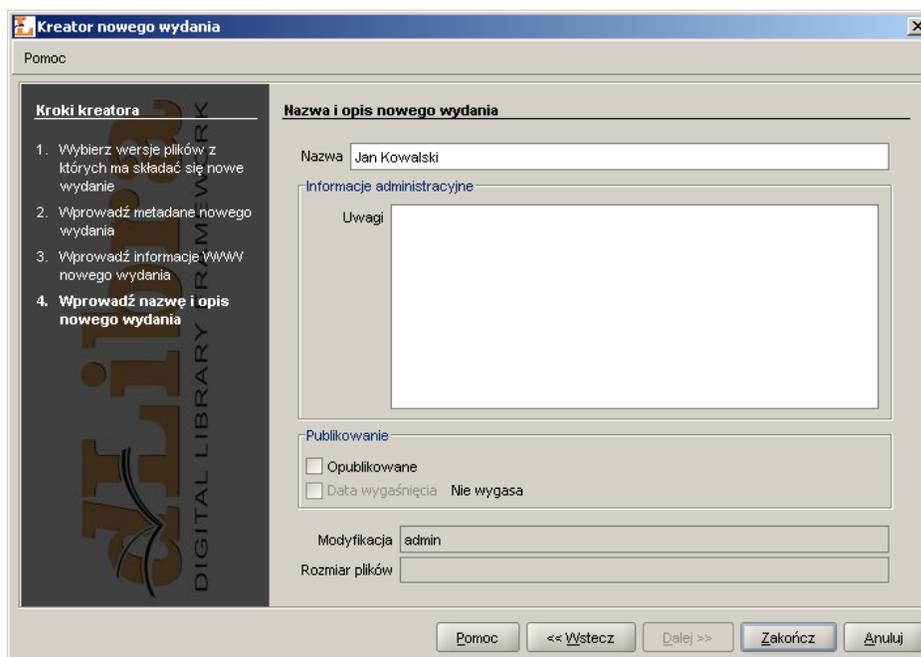 Kreator nowego wydania
Pomoc
Kroki kreatora
1. Wybierz wersje plików z
których ma składać się nowe
wydanie
2. Wprowadź metadane nowego
wydania
3. Wprowadź informacje WWW
nowego wydania
4. Wprowadź nazwę i opis
nowego wydania
dLibra
DIGITAL LIBRARY FRAMEWORK
Nazwa i opis nowego wydania
Nazwa Jan Kowalski
Informacje administracyjne
Uwagi
Publikowanie
Opublikowane
Data wygaśnięcia Nie wygasa
Modyfikacja admin
Rozmiar plików
Pomoc << Wstecz Dalej >> Zakończ Anuluj